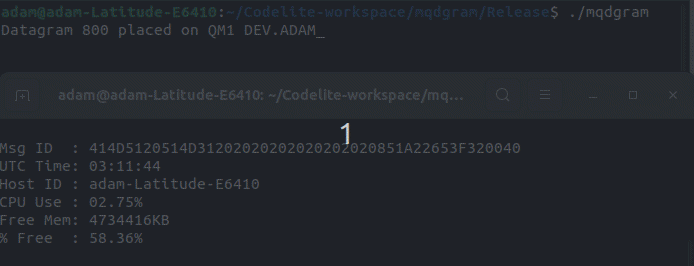 adam@adam-Latitude-E6410:~/Codelite-workspace/mqdgram/Release$ ./mqdgram
Datagram 800 placed on QM1 DEV.ADAM_
adam@adam-Latitude-E6410: ~/Codelite-workspace/mq...
1
Msg ID  : 414D5120514D31202020202020202020851A22653F320040
UTC Time: 03:11:44
Host ID : adam-Latitude-E6410
CPU Use : 02.75%
Free Mem: 4734416KB
% Free  : 58.36%